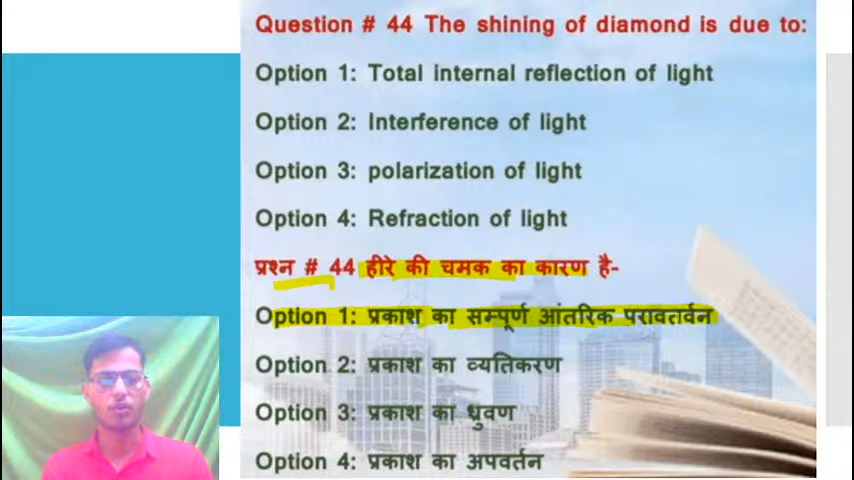 Question # 44 The shining of diamond is due to:
Option 1: Total internal reflection of light
Option 2: Interference of light
Option 3: polarization of light
Option 4: Refraction of light
प्रश्न # 44 हीरे की चमक का कारण है-
Option 1: प्रकाश का सम्पूर्ण आंतरिक परावतर्वन
Option 2: प्रकाश का व्यतिकरण
Option 3: प्रकाश का ध्रुवण
Option 4: प्रकाश का अपवर्तन